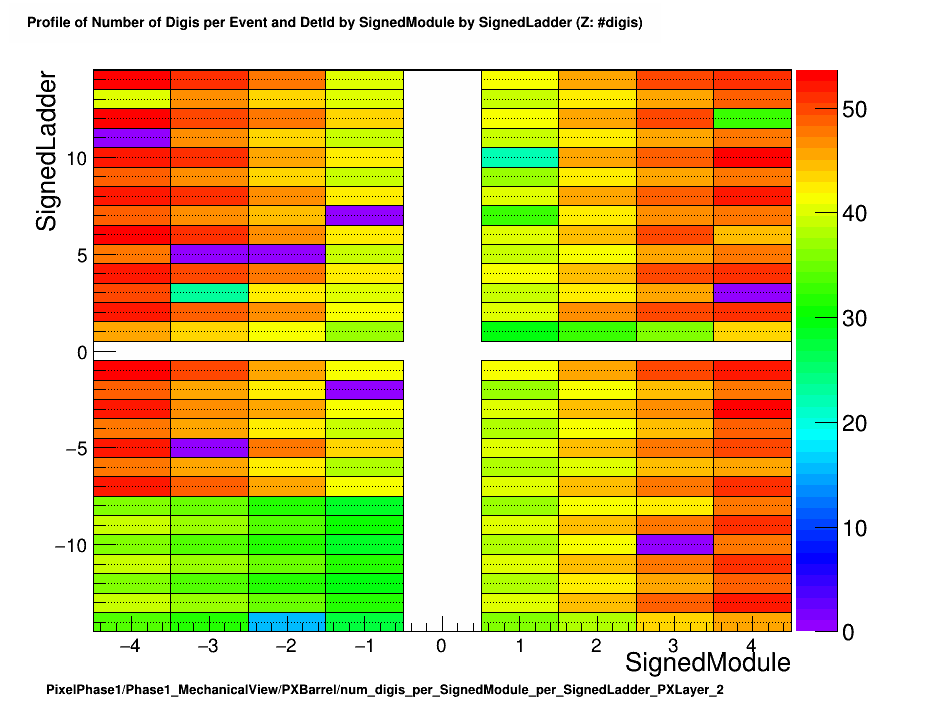 Profile of Number of Digis per Event and DetId by SignedModule by SignedLadder (Z: #digis)
SignedLadder
10
5
0
−5
−10
50
40
30
20
10
0
−4 −3 −2 −1 0 1 2 3 4
SignedModule
PixelPhase1/Phase1_MechanicalView/PXBarrel/num_digis_per_SignedModule_per_SignedLadder_PXLayer_2